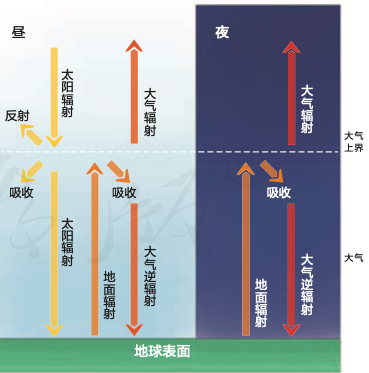 昼
夜
太阳辐射
大气辐射
大气辐射
反射
大气
上界
吸收
吸收
吸收
太阳辐射
地面辐射
大气逆辐射
地面辐射
大气逆辐射
大气
地球表面